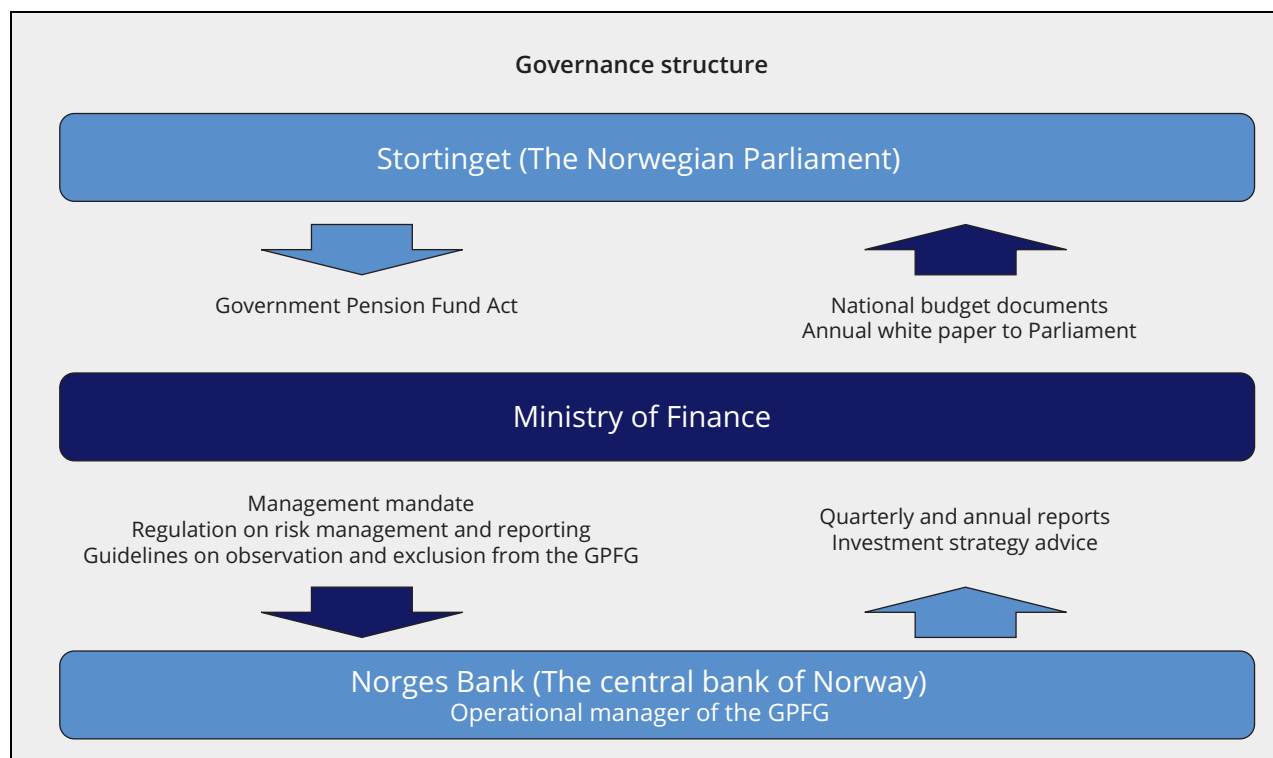 Governance structure
Stortinget (The Norwegian Parliament)
Government Pension Fund Act
National budget documents
Annual white paper to Parliament
Ministry of Finance
Management mandate
Regulation on risk management and reporting
Guidelines on observation and exclusion from the GPFG
Quarterly and annual reports
Investment strategy advice
Norges Bank (The central bank of Norway)
Operational manager of the GPFG